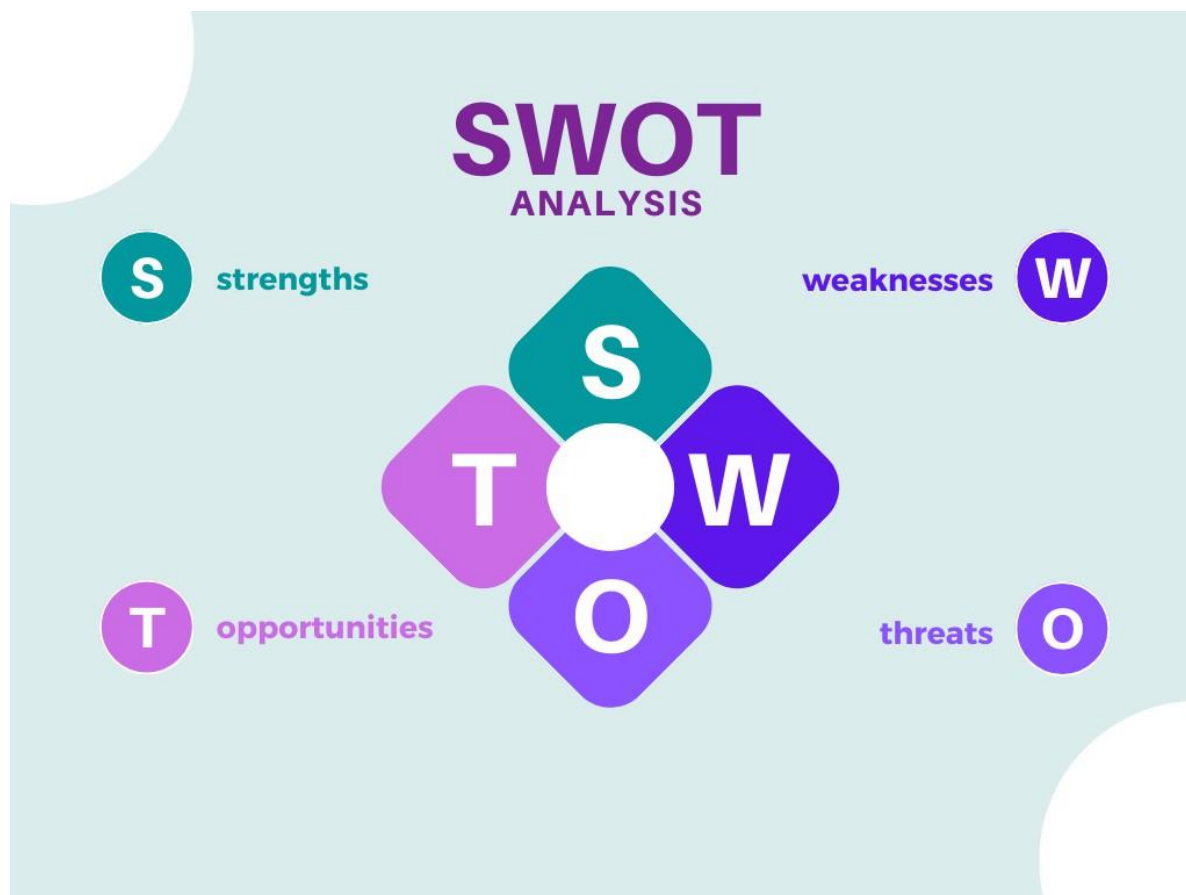 SWOT
ANALYSIS
S strengths
weaknesses W
S
T W
O
T opportunities
threats O